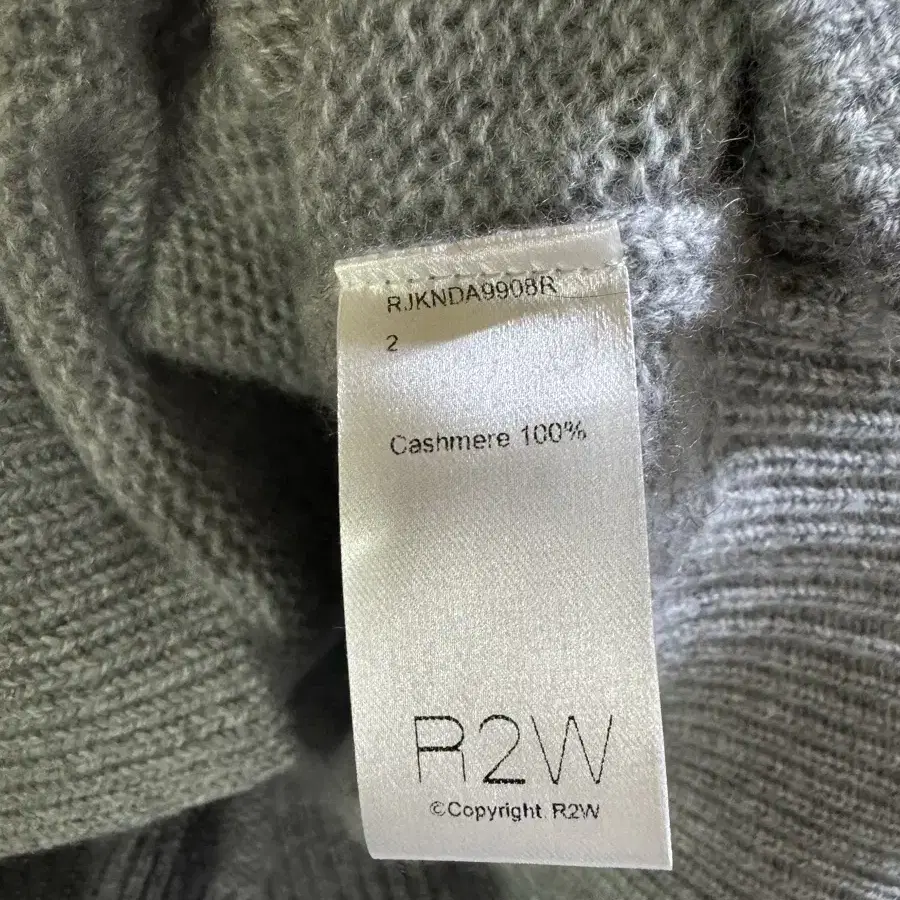 RJKNDA9908R
2
Cashmere 100%
R2W
©Copyright. R2W